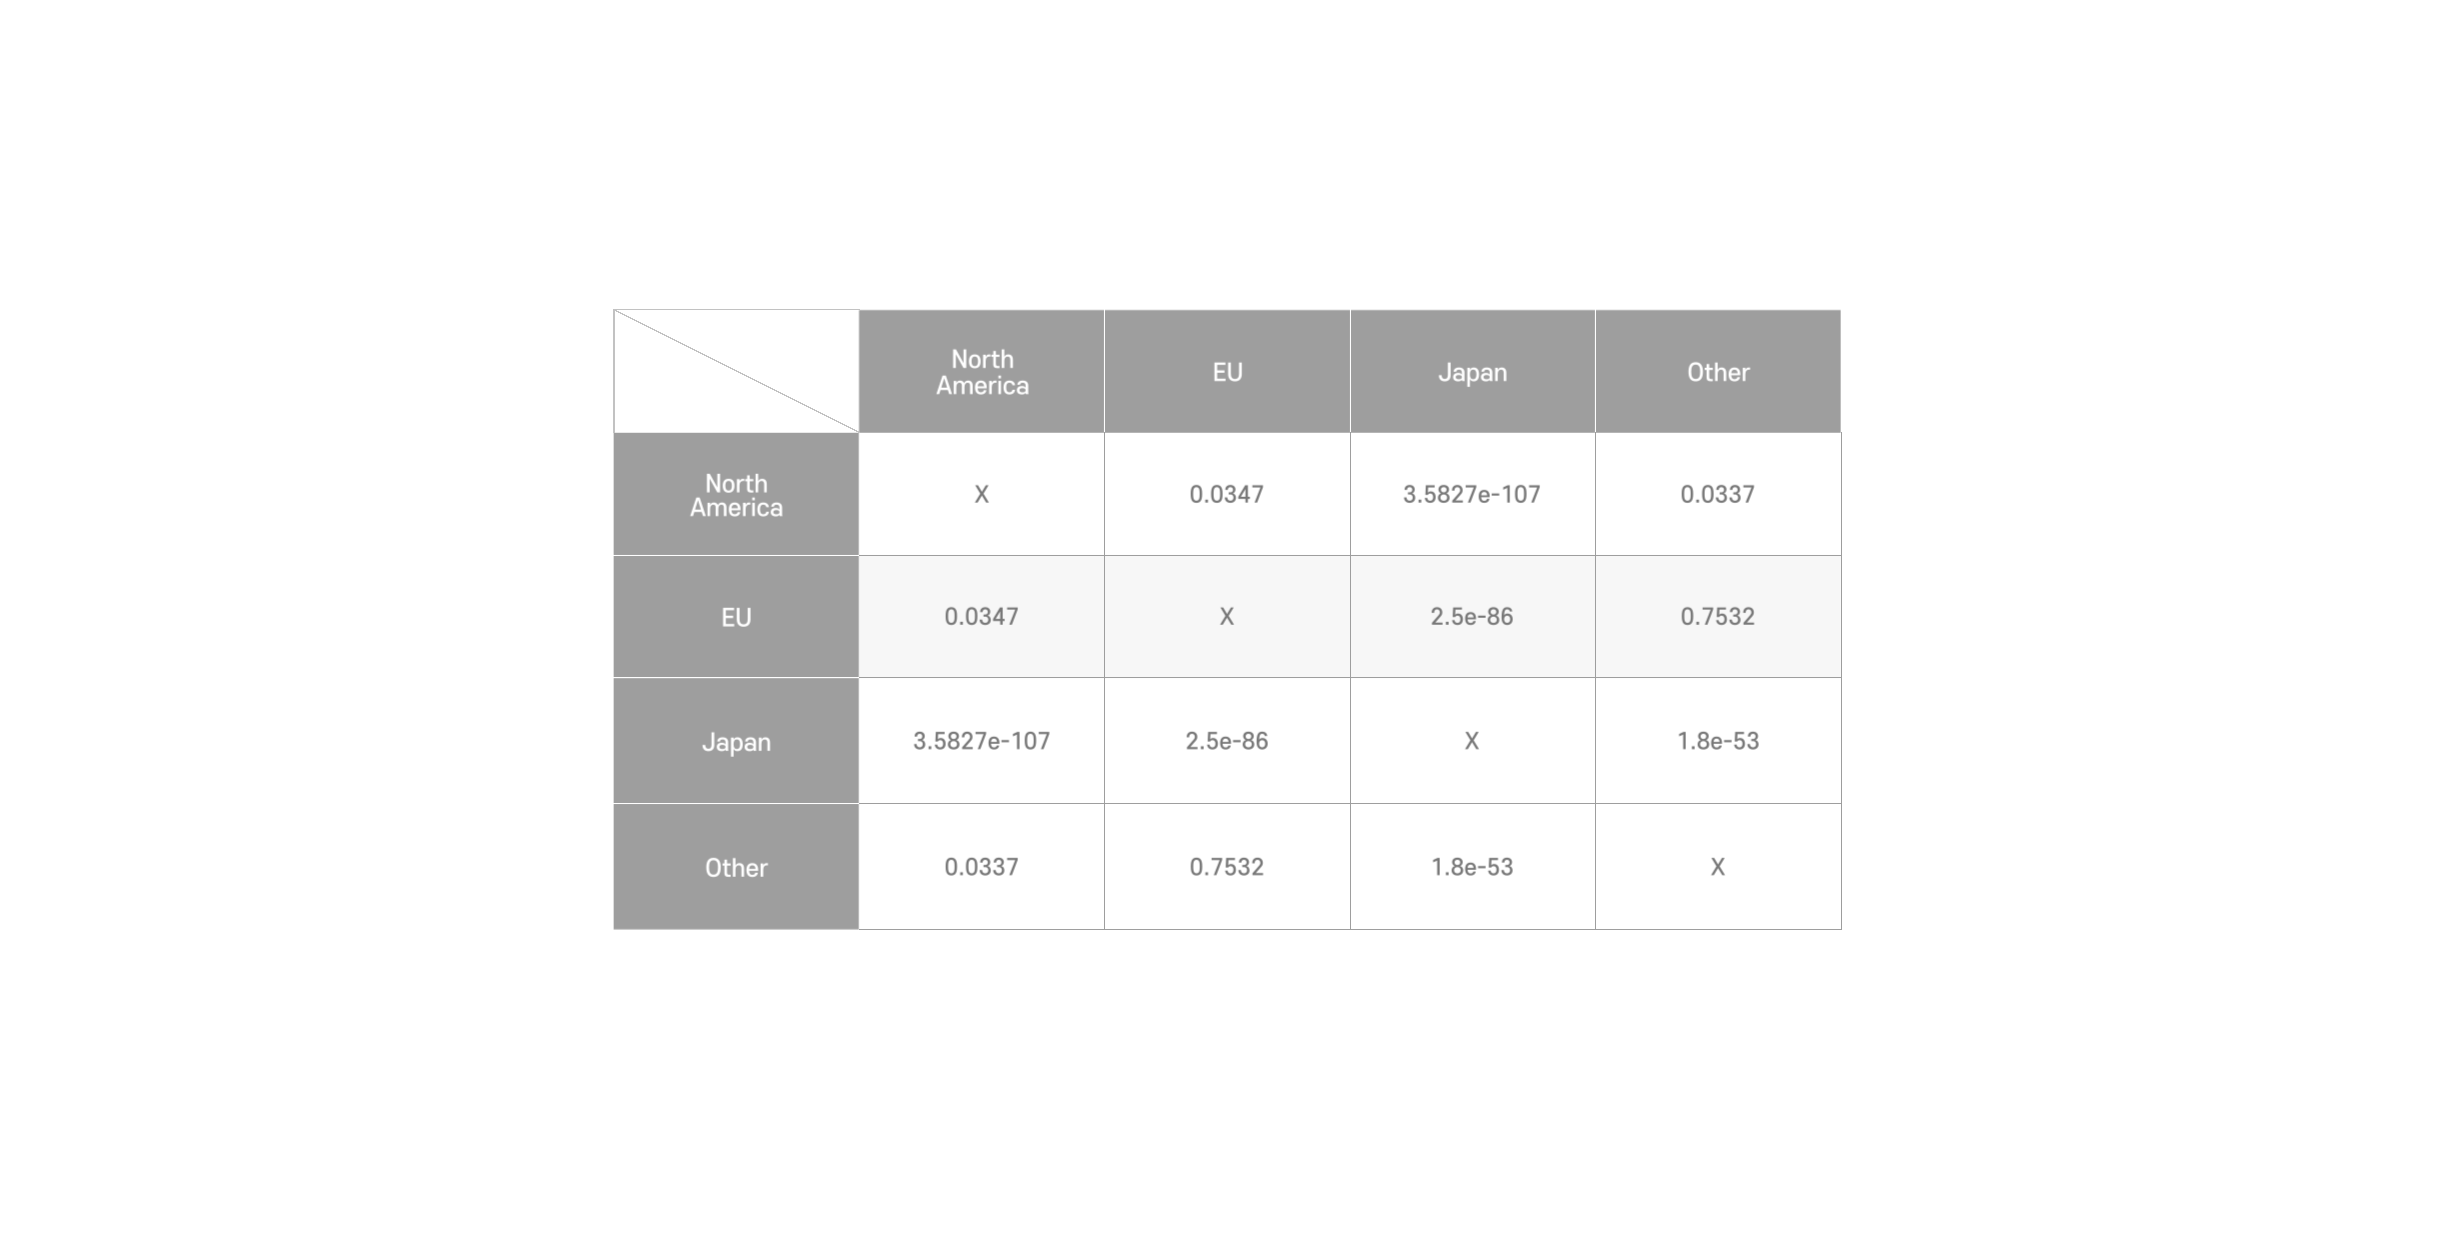 North
America
EU
Japan
Other
North
America
X
0.0347
3.5827e-107
0.0337
EU
0.0347
X
2.5e-86
0.7532
Japan
3.5827e-107
2.5e-86
X
1.8e-53
Other
0.0337
0.7532
1.8e-53
X